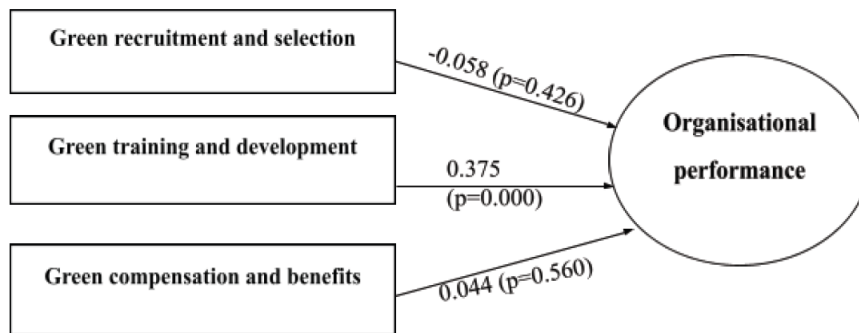 Green recruitment and selection
-0.058 (p=0.426)
Green training and development
0.375
(p=0.000)
Green compensation and benefits
0.044 (p=0.560)
Organisational
performance